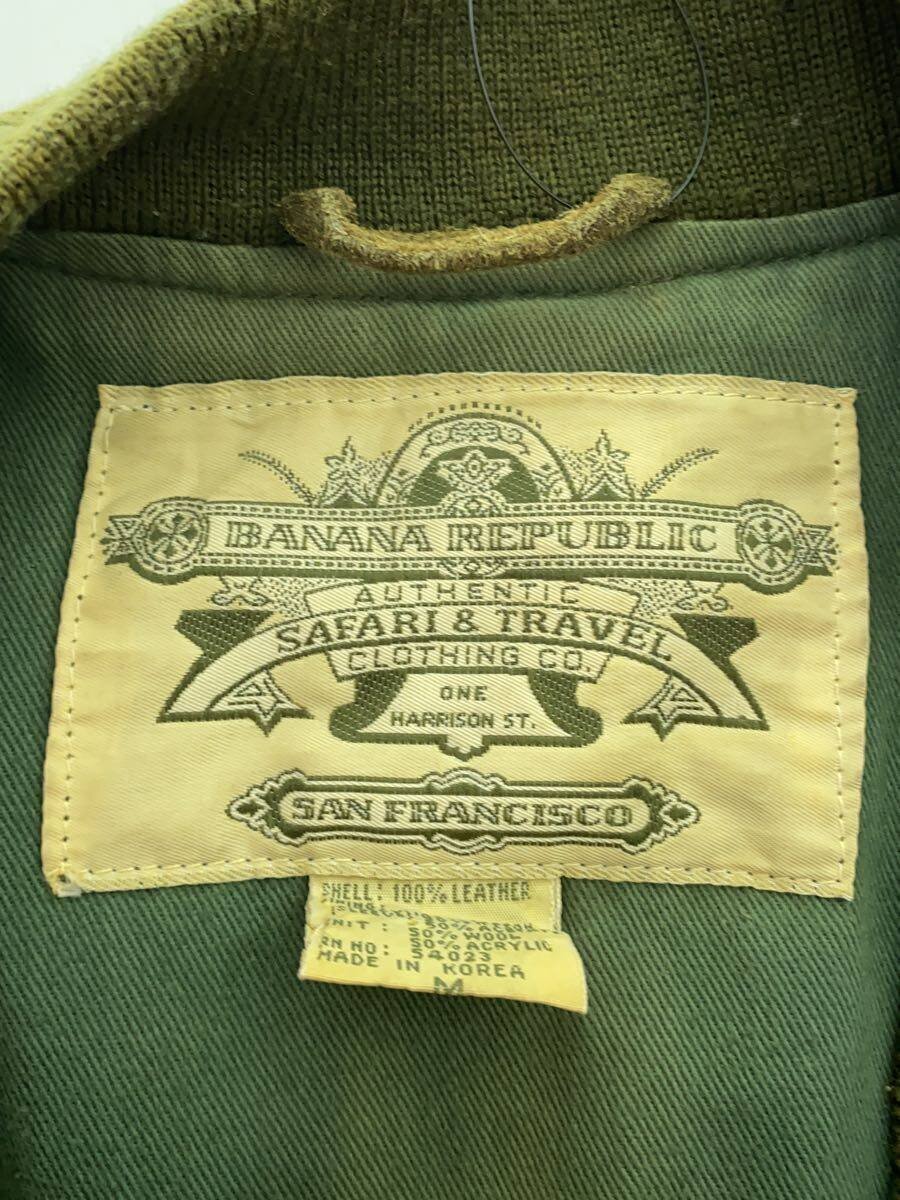 BANANA REPUBLIC
AUTHENTIC
SAFARI & TRAVEL
CLOTHING CO.
ONE
HARRISON ST.
SAN FRANCISCO
SHELL: 100% LEATHER
50% WOOL
50% ACRYLIC
RN NO: 54023
MADE IN KOREA
M